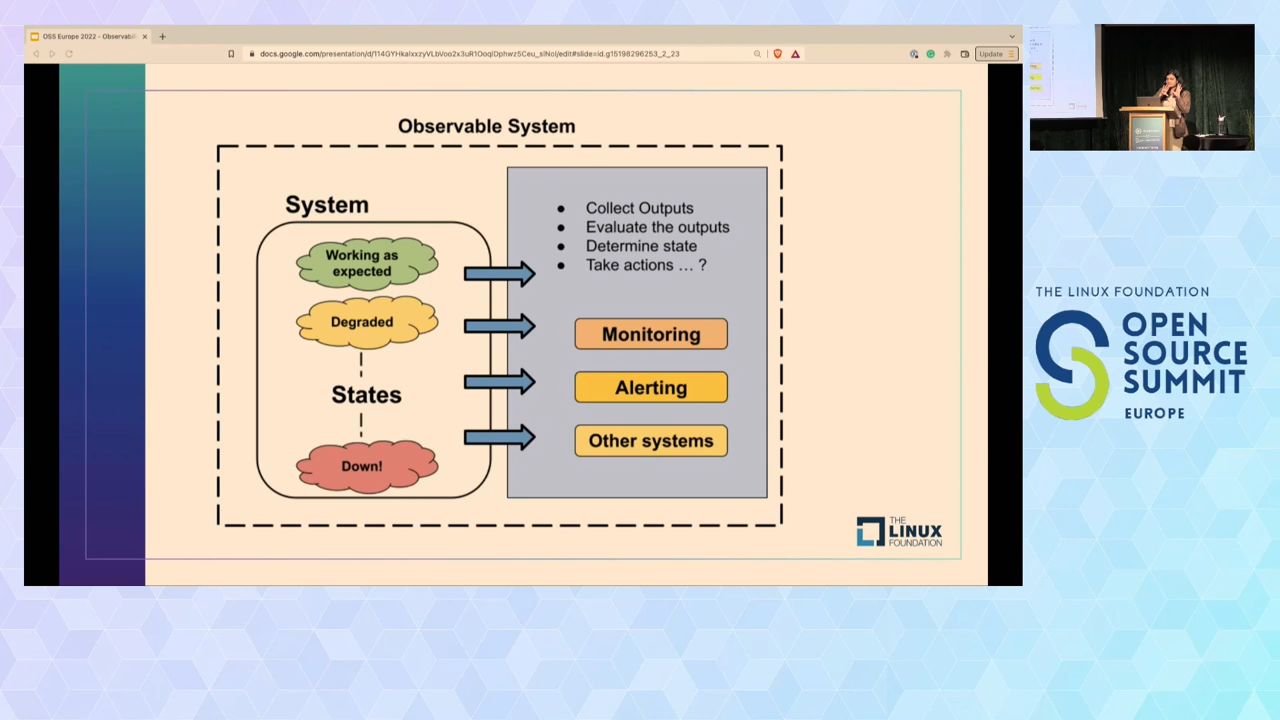 OSS Europe 2022 - Observabil
docs.google.com/presentation/d/114GYHkalxxzyVLbVoo2x3uR1OoqiDphwz5Ceu_slNoI/edit#slide=id.g15198296253_2_23
Update
Observable System
System
Working as
expected
Degraded
States
Down!
● Collect Outputs
● Evaluate the outputs
● Determine state
● Take actions … ?
Monitoring
Alerting
Other systems
THE
LINUX
FOUNDATION
THE LINUX FOUNDATION
OPEN
SOURCE
SUMMIT
EUROPE